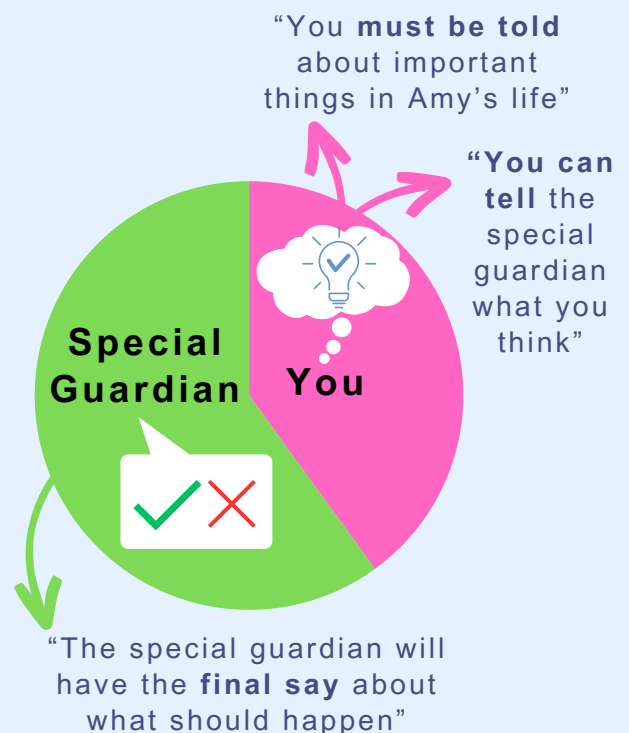 “You must be told
about important
things in Amy’s life”
“You can
tell the
special
guardian
what you
think”
Special
Guardian
You
“The special guardian will
have the final say about
what should happen”